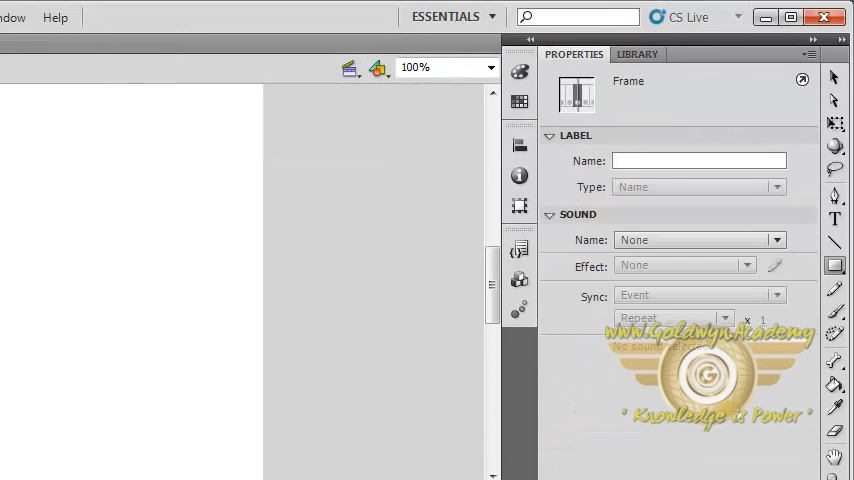 ndow Help ESSENTIALS CS Live
100%
PROPERTIES LIBRARY
Frame
LABEL
Name:
Type: Name
SOUND
Name: None
Effect: None
Sync: Event
Repeat x 1
No sound selected
www.GoldwynAcademy
G
" Knowledge is Power "